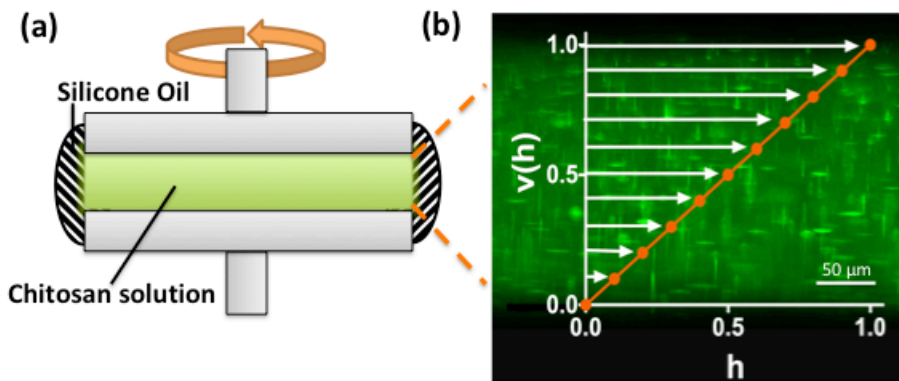 (a)
Silicone Oil
Chitosan solution
(b)
1.0
v(h)
0.5
0.0
50 μm
0.0 0.5 1.0
h